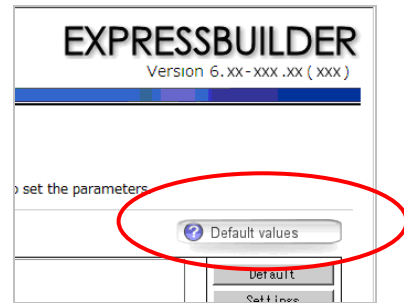 EXPRESSBUILDER
Version 6.xx-xxx.xx (xxx)
o set the parameters.
Default values
Default
Settings